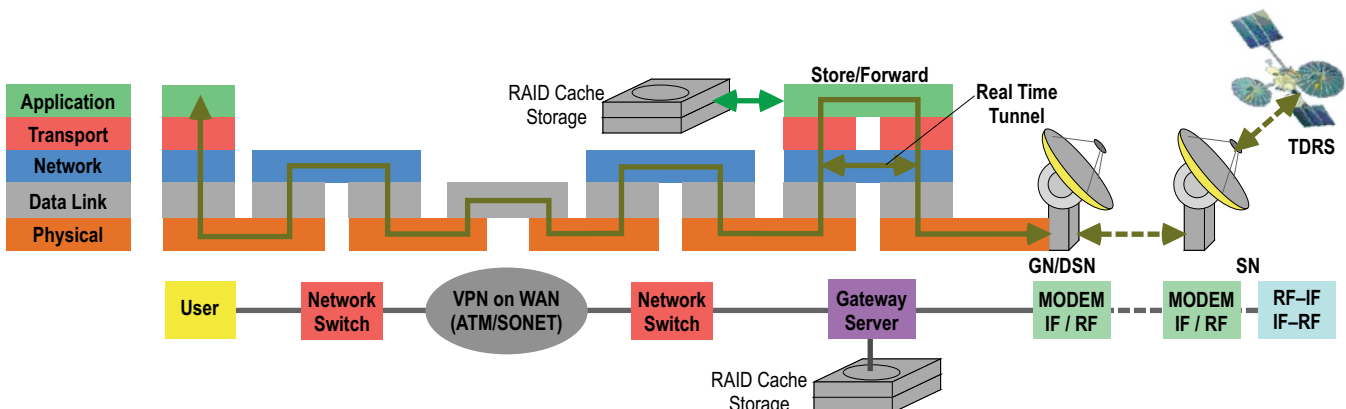 Application
Transport
Network
Data Link
Physical
RAID Cache
Storage
Store/Forward
Real Time
Tunnel
TDRS
GN/DSN
SN
User
Network
Switch
VPN on WAN
(ATM/SONET)
Network
Switch
Gateway
Server
MODEM
IF / RF
MODEM
IF / RF
RF–IF
IF–RF
RAID Cache
Storage